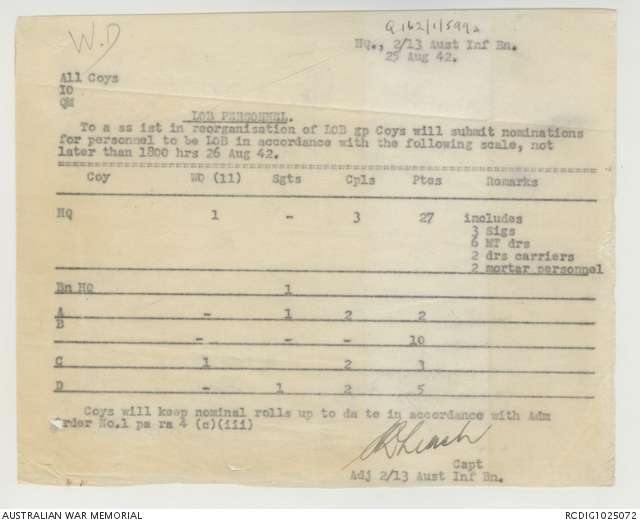 W.D
Q 162/1/599
HQ., 2/13 Aust Inf Bn.
25 Aug 42.
All Coys
IO
QM
LOB PERSONNEL.
To a ss ist in reorganisation of LOB gp Coys will submit nominations
for personnel to be LOB in accordance with the following scale, not
later than 1800 hrs 26 Aug 42.
Coy WO (11) Sgts Cpls Ptes Remarks
HQ 1 - 3 27 includes
3 Sigs
6 MT drs
2 drs carriers
2 mortar personnel
Bn HQ 1
A - 1 2 2
B
- - - 10
C 1 2 3
D - 1 2 5
Coys will keep nominal rolls up to da te in accordance with Adm
Order No.1 pa ra 4 (c)(iii)
Capt
Adj 2/13 Aust Inf Bn.
AUSTRALIAN WAR MEMORIAL
RCDIG1025072